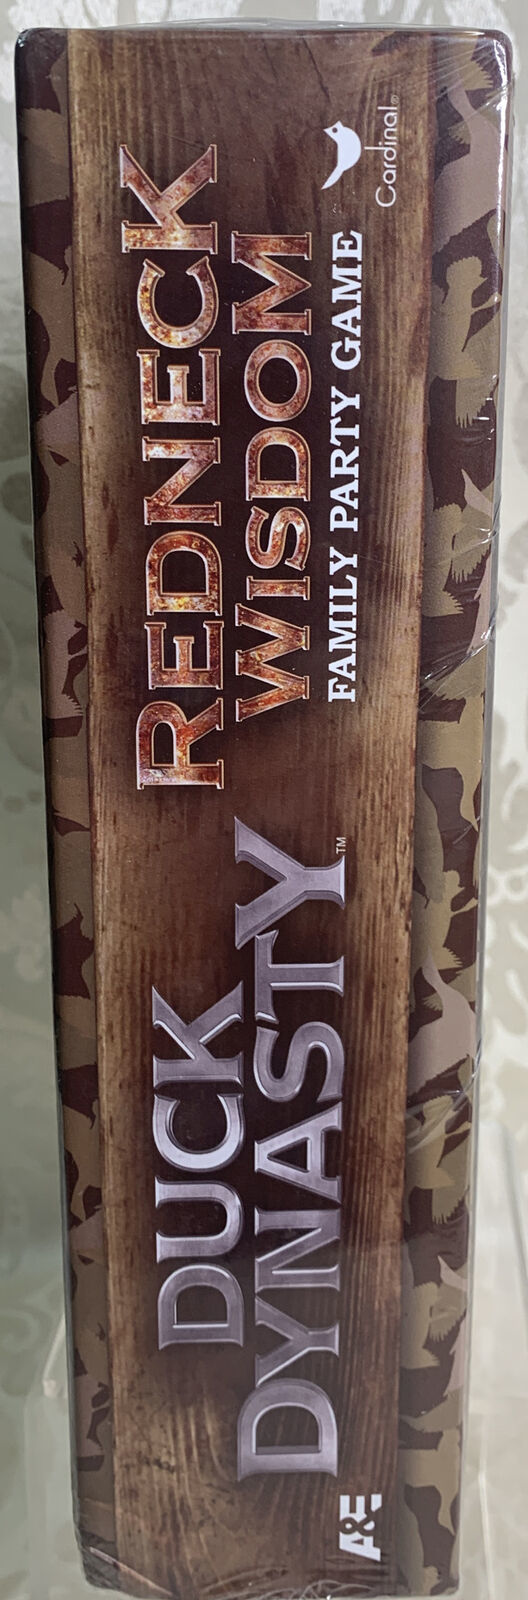 A&E
DUCK
DYNASTY™
REDNECK
WISDOM
FAMILY PARTY GAME
Cardinal®